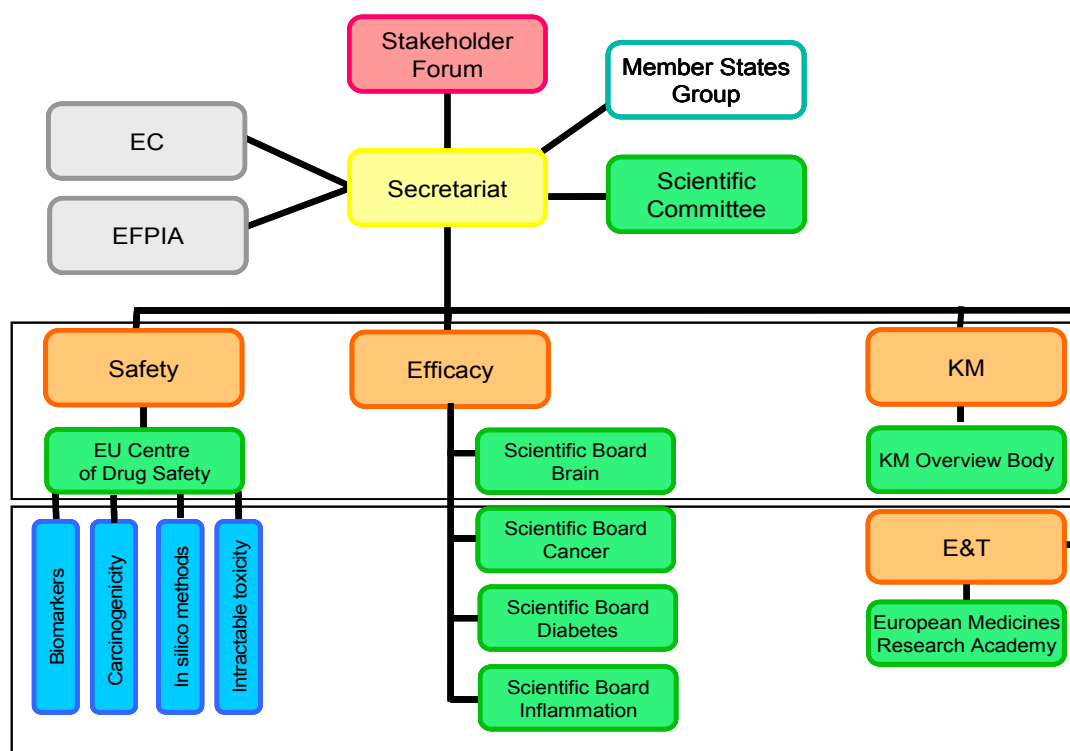 Stakeholder
Forum
Member States
Group
EC
Secretariat
Scientific
Committee
EFPIA
Safety
Efficacy
KM
EU Centre
of Drug Safety
Scientific Board
Brain
KM Overview Body
Biomarkers
Carcinogenicity
In silico methods
Intractable toxicity
Scientific Board
Cancer
E&T
Scientific Board
Diabetes
European Medicines
Research Academy
Scientific Board
Inflammation